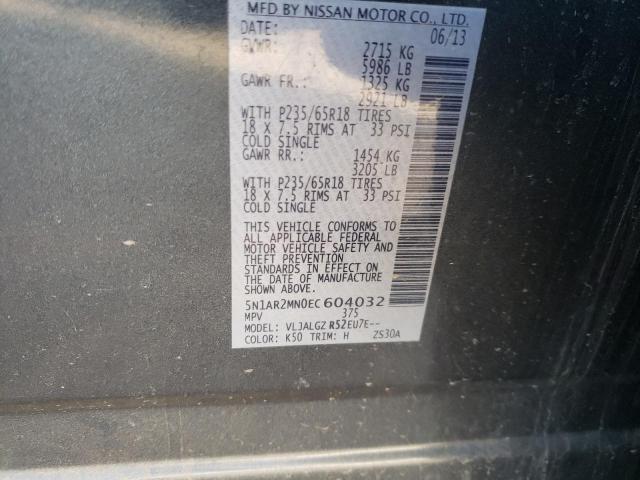 MFD BY NISSAN MOTOR CO., LTD.
DATE: 06/13
GVWR: 2715 KG
5986 LB
GAWR FR.: 1325 KG
2921 LB
WITH P235/65R18 TIRES
18 X 7.5 RIMS AT 33 PSI
COLD SINGLE
GAWR RR.: 1454 KG
3205 LB
WITH P235/65R18 TIRES
18 X 7.5 RIMS AT 33 PSI
COLD SINGLE
THIS VEHICLE CONFORMS TO
ALL APPLICABLE FEDERAL
MOTOR VEHICLE SAFETY AND
THEFT PREVENTION
STANDARDS IN EFFECT ON
THE DATE OF MANUFACTURE
SHOWN ABOVE.
5N1AR2MN0EC604032
MPV 375
MODEL: VLJALGZ R52EU7E--
COLOR: K50 TRIM: H ZS30A